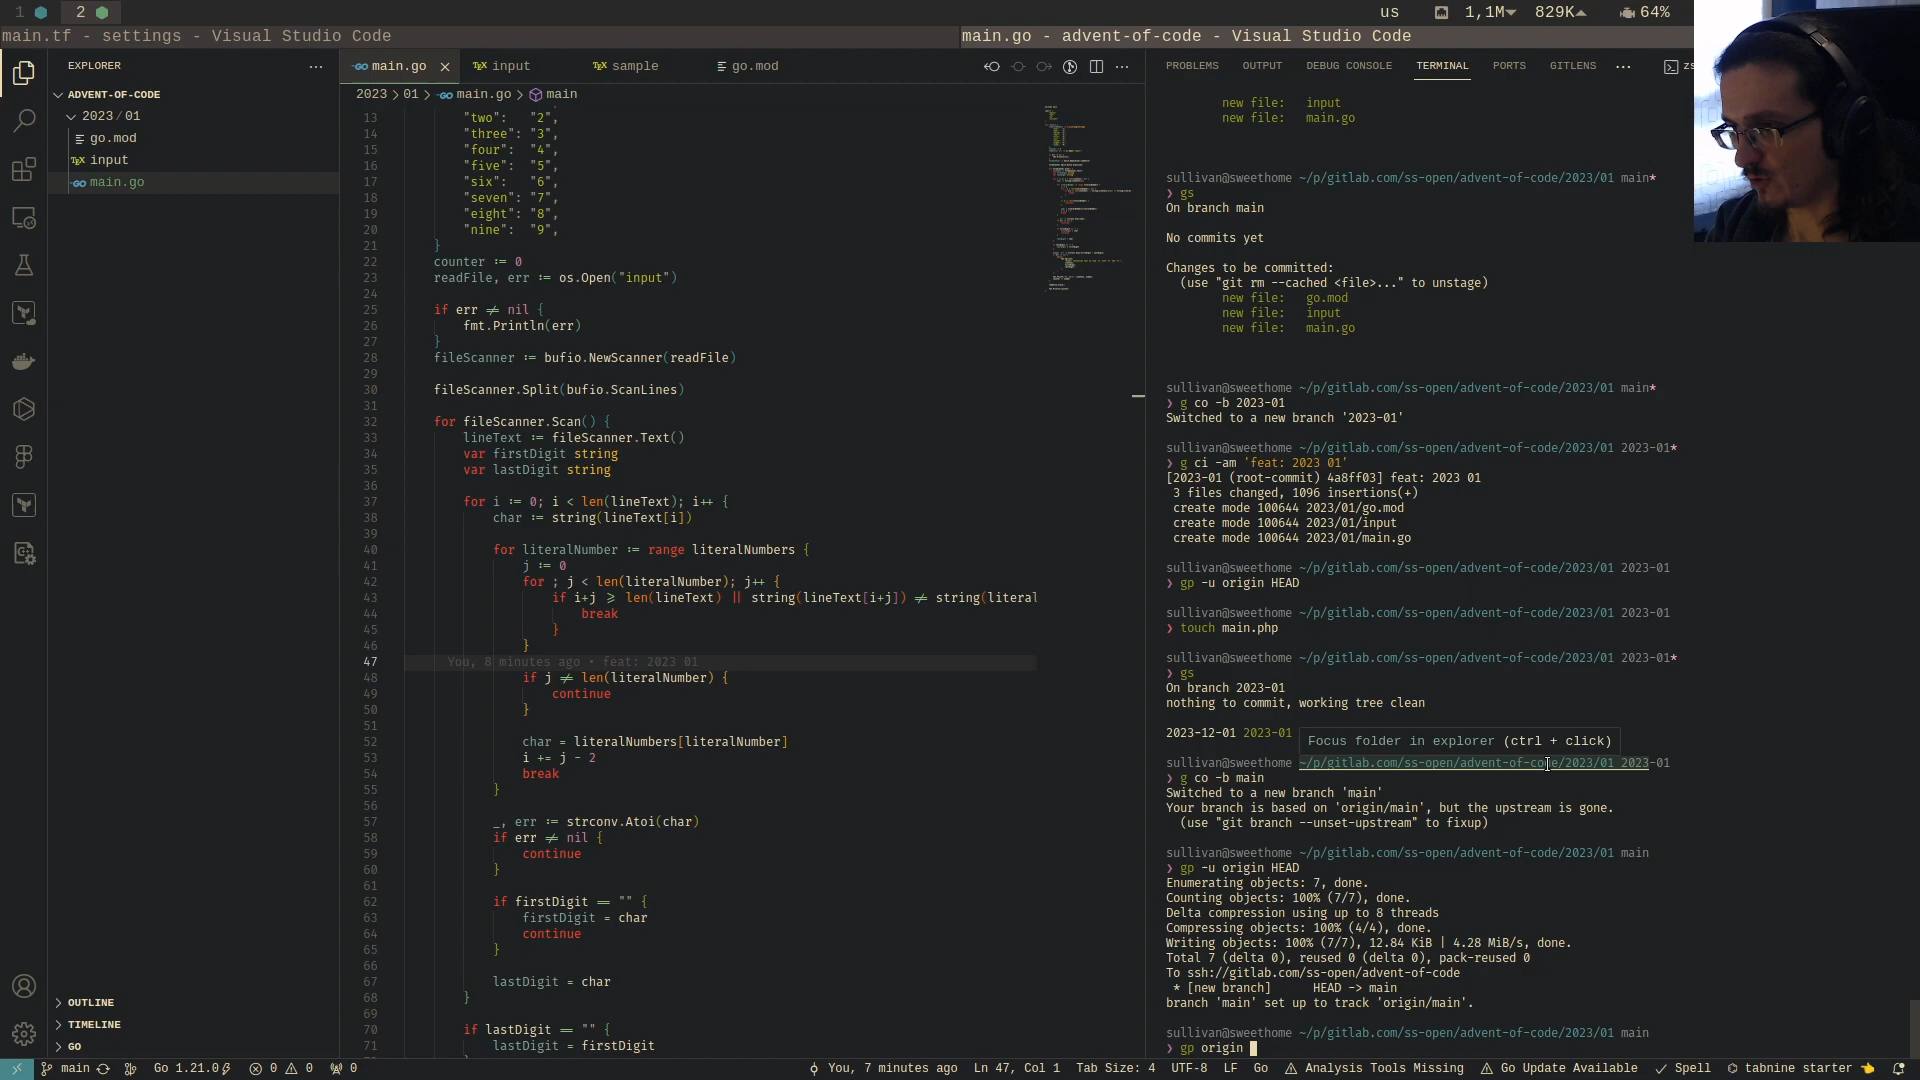 1 2 us 1,1M 829K 64%
main.tf - settings - Visual Studio Code
main.go - advent-of-code - Visual Studio Code
EXPLORER
ADVENT-OF-CODE
2023 / 01
go.mod
input
main.go
OUTLINE
TIMELINE
GO
main.go input sample go.mod
2023 > 01 > main.go > main
13 "two": "2",
14 "three": "3",
15 "four": "4",
16 "five": "5",
17 "six": "6",
18 "seven": "7",
19 "eight": "8",
20 "nine": "9",
21 }
22 counter := 0
23 readFile, err := os.Open("input")
24
25 if err ≠ nil {
26 fmt.Println(err)
27 }
28 fileScanner := bufio.NewScanner(readFile)
29
30 fileScanner.Split(bufio.ScanLines)
31
32 for fileScanner.Scan() {
33 lineText := fileScanner.Text()
34 var firstDigit string
35 var lastDigit string
36
37 for i := 0; i < len(lineText); i++ {
38 char := string(lineText[i])
39
40 for literalNumber := range literalNumbers {
41 j := 0
42 for ; j < len(literalNumber); j++ {
43 if i+j ⩾ len(lineText) || string(lineText[i+j]) ≠ string(literal
44 break
45 }
46 }
47 You, 8 minutes ago • feat: 2023 01
48 if j ≠ len(literalNumber) {
49 continue
50 }
51
52 char = literalNumbers[literalNumber]
53 i += j - 2
54 break
55 }
56
57 _, err := strconv.Atoi(char)
58 if err ≠ nil {
59 continue
60 }
61
62 if firstDigit == "" {
63 firstDigit = char
64 continue
65 }
66
67 lastDigit = char
68 }
69
70 if lastDigit == "" {
71 lastDigit = firstDigit
PROBLEMS OUTPUT DEBUG CONSOLE TERMINAL PORTS GITLENS
new file: input
new file: main.go
sullivan@sweethome ~/p/gitlab.com/ss-open/advent-of-code/2023/01 main*
❯ gs
On branch main
No commits yet
Changes to be committed:
(use "git rm --cached <file>..." to unstage)
new file: go.mod
new file: input
new file: main.go
sullivan@sweethome ~/p/gitlab.com/ss-open/advent-of-code/2023/01 main*
❯ g co -b 2023-01
Switched to a new branch '2023-01'
sullivan@sweethome ~/p/gitlab.com/ss-open/advent-of-code/2023/01 2023-01*
❯ g ci -am 'feat: 2023 01'
[2023-01 (root-commit) 4a8ff03] feat: 2023 01
3 files changed, 1096 insertions(+)
create mode 100644 2023/01/go.mod
create mode 100644 2023/01/input
create mode 100644 2023/01/main.go
sullivan@sweethome ~/p/gitlab.com/ss-open/advent-of-code/2023/01 2023-01
❯ gp -u origin HEAD
sullivan@sweethome ~/p/gitlab.com/ss-open/advent-of-code/2023/01 2023-01
❯ touch main.php
sullivan@sweethome ~/p/gitlab.com/ss-open/advent-of-code/2023/01 2023-01*
❯ gs
On branch 2023-01
nothing to commit, working tree clean
2023-12-01 2023-01
Focus folder in explorer (ctrl + click)
sullivan@sweethome ~/p/gitlab.com/ss-open/advent-of-code/2023/01 2023-01
❯ g co -b main
Switched to a new branch 'main'
Your branch is based on 'origin/main', but the upstream is gone.
(use "git branch --unset-upstream" to fixup)
sullivan@sweethome ~/p/gitlab.com/ss-open/advent-of-code/2023/01 main
❯ gp -u origin HEAD
Enumerating objects: 7, done.
Counting objects: 100% (7/7), done.
Delta compression using up to 8 threads
Compressing objects: 100% (4/4), done.
Writing objects: 100% (7/7), 12.84 KiB | 4.28 MiB/s, done.
Total 7 (delta 0), reused 0 (delta 0), pack-reused 0
To ssh://gitlab.com/ss-open/advent-of-code
* [new branch] HEAD -> main
branch 'main' set up to track 'origin/main'.
sullivan@sweethome ~/p/gitlab.com/ss-open/advent-of-code/2023/01 main
❯ gp origin
main Go 1.21.0 0 0 0 You, 7 minutes ago Ln 47, Col 1 Tab Size: 4 UTF-8 LF Go Analysis Tools Missing Go Update Available Spell tabnine starter